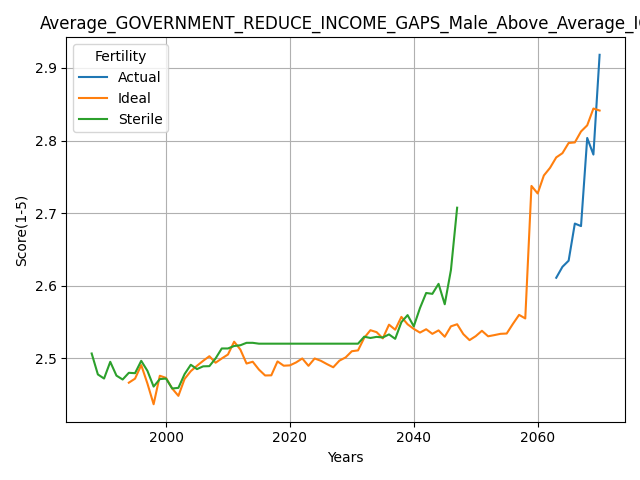 Average_GOVERNMENT_REDUCE_INCOME_GAPS_Male_Above_Average_I
Fertility
Actual
Ideal
Sterile
Score(1-5)
2.9
2.8
2.7
2.6
2.5
2000
2020
2040
2060
Years